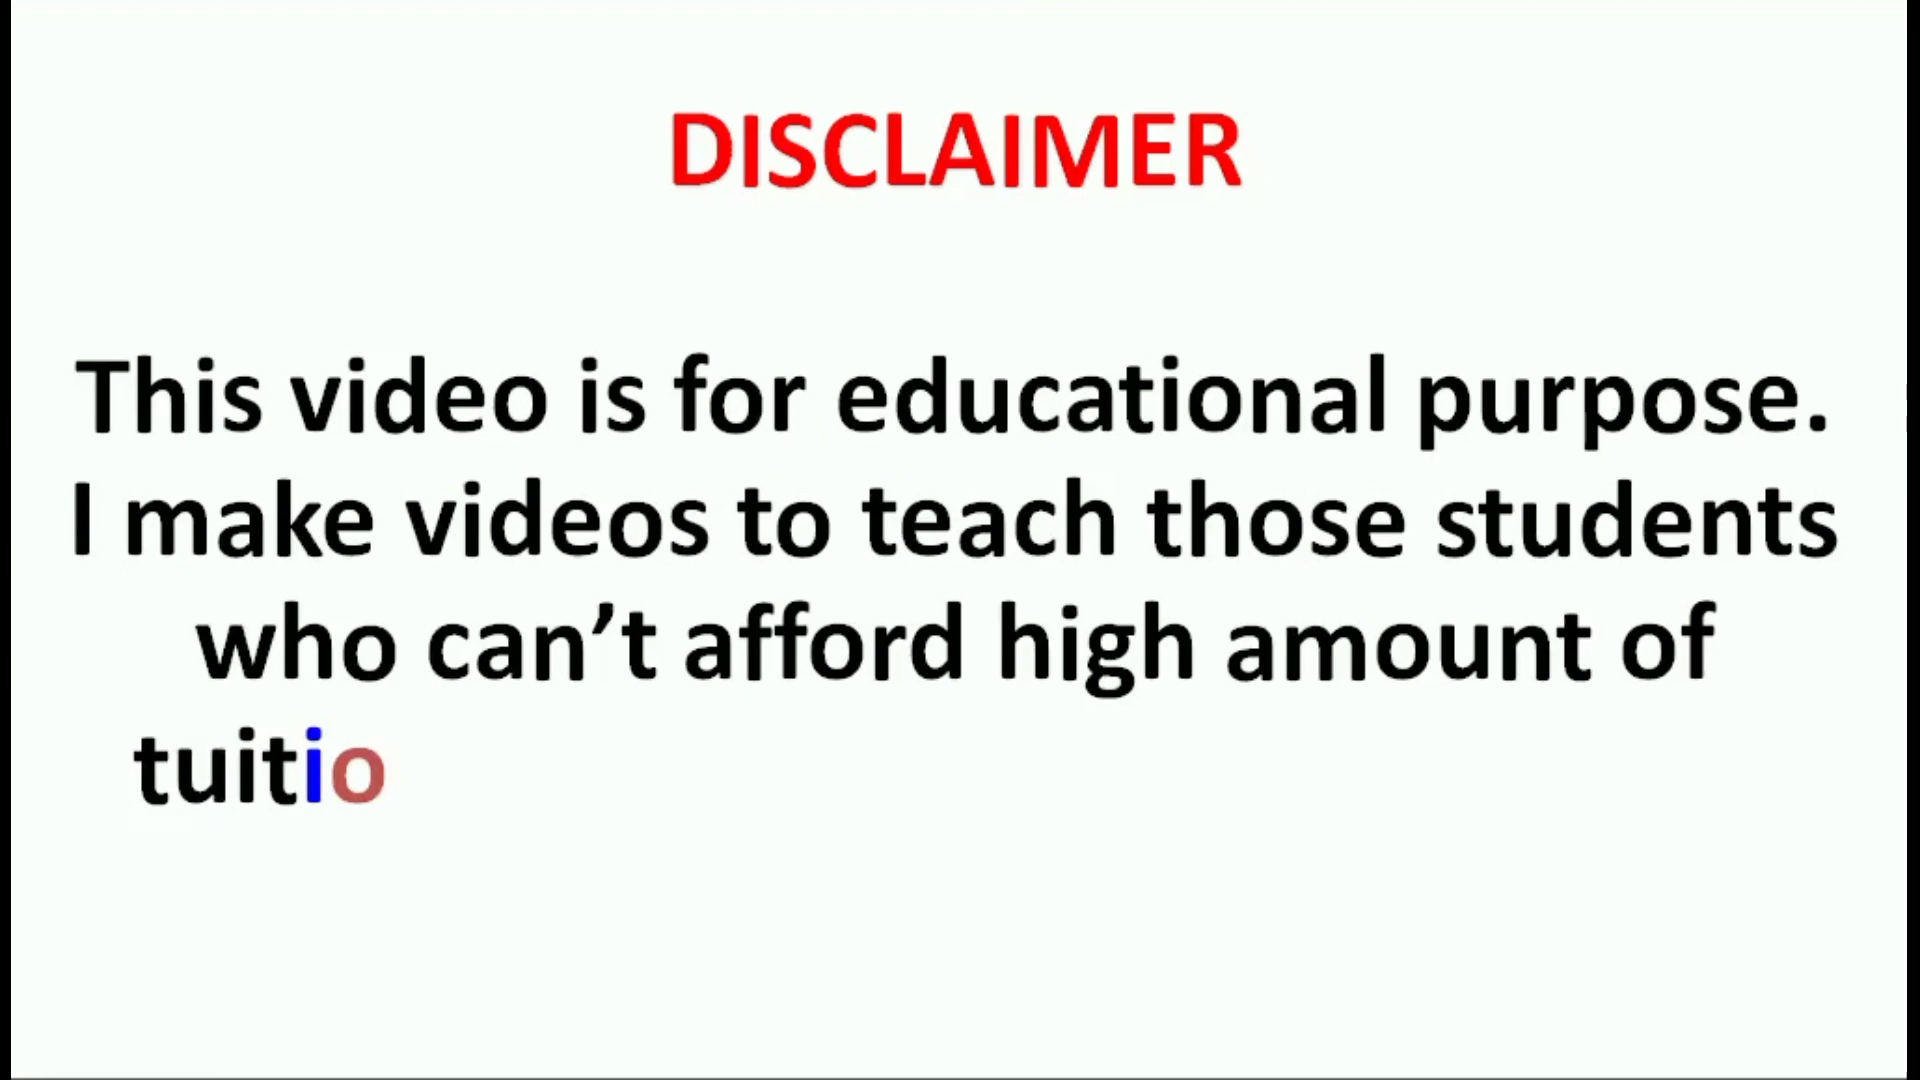 DISCLAIMER
This video is for educational purpose.
I make videos to teach those students
who can’t afford high amount of
tuitio